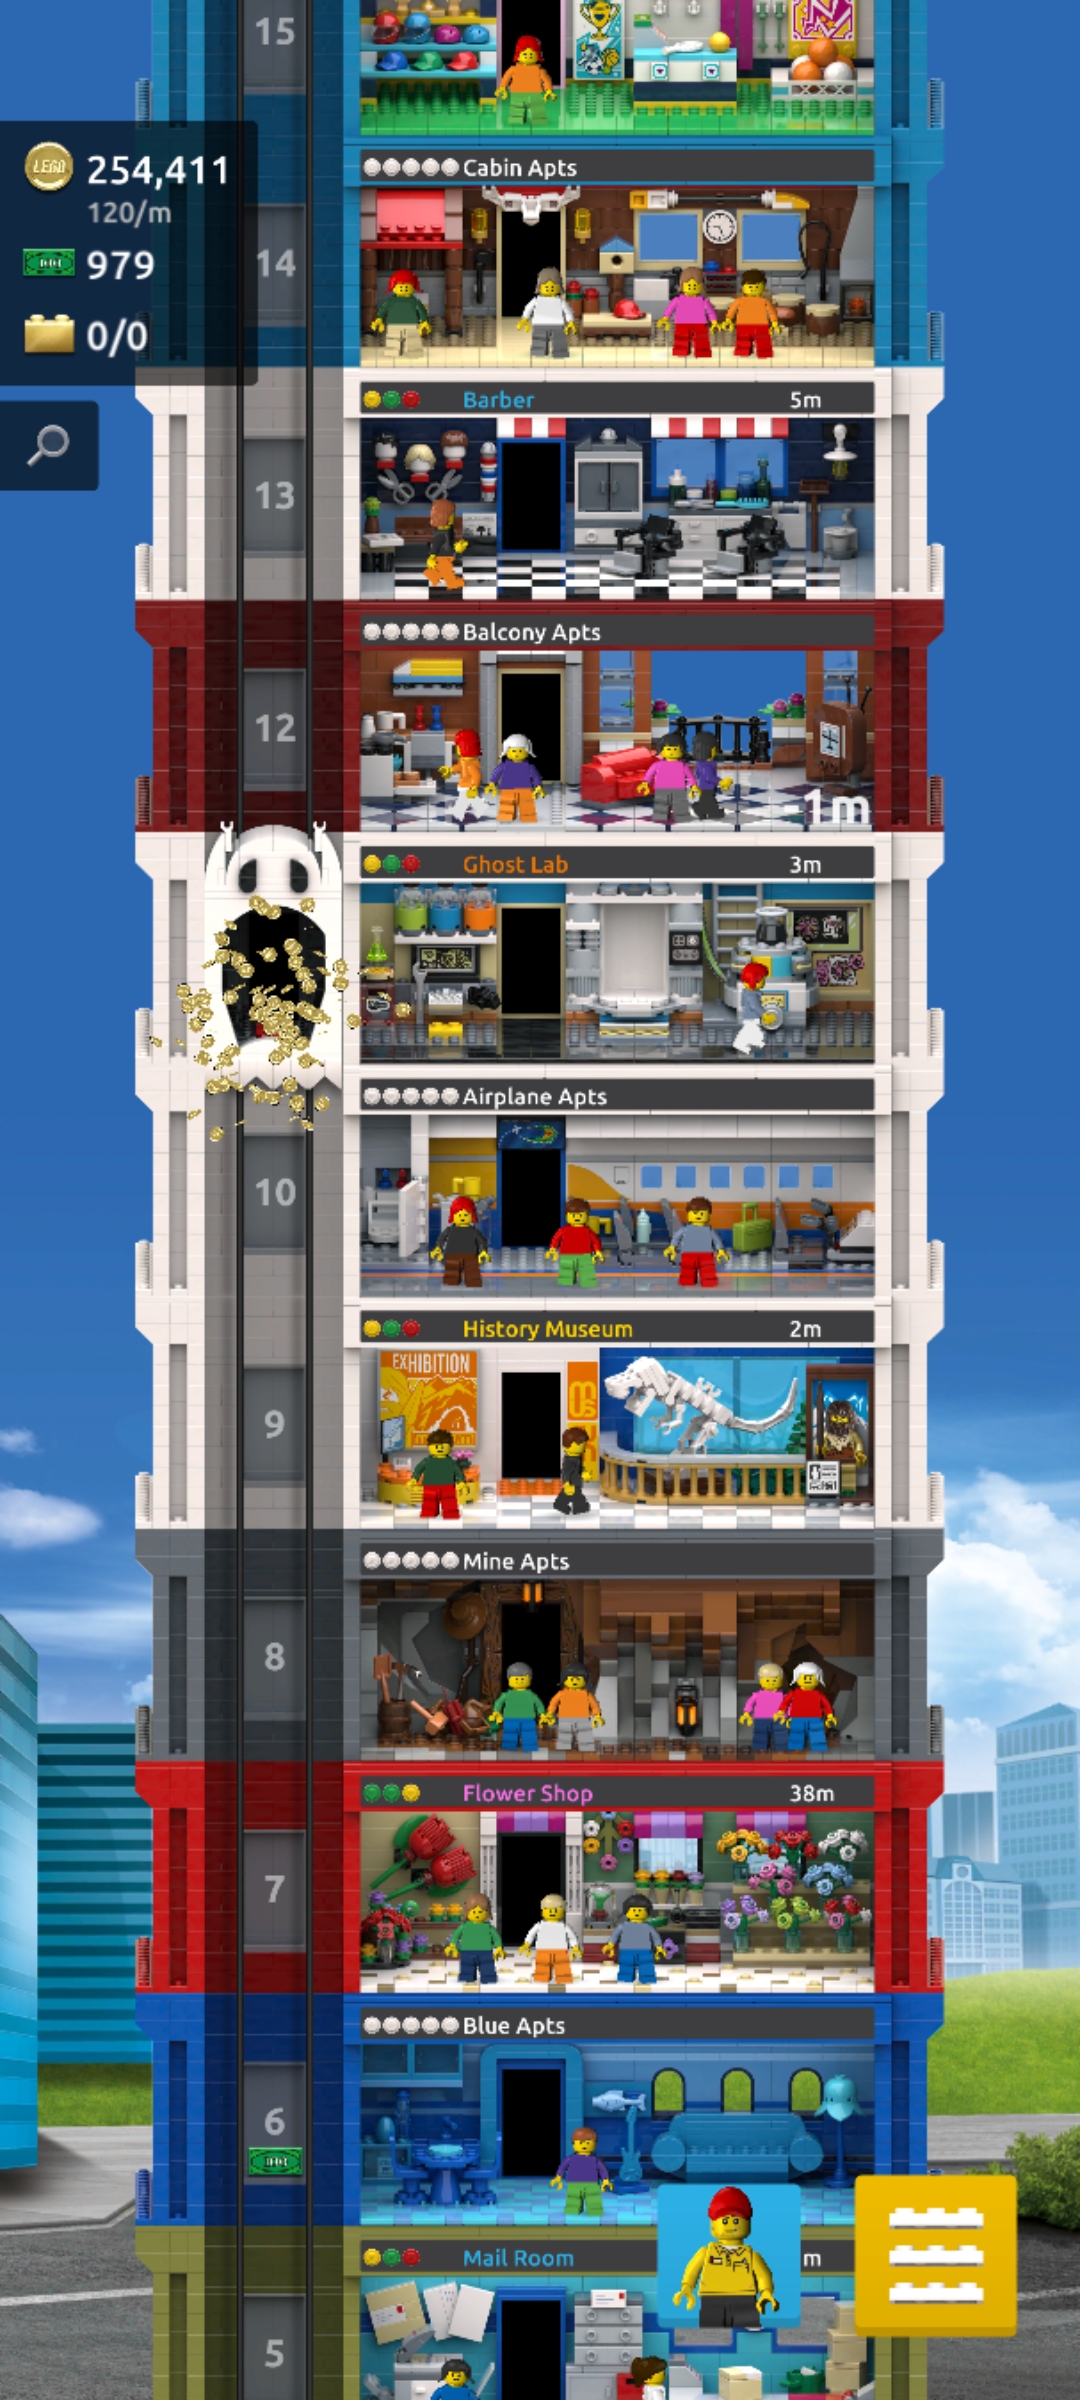 15
LEGO 254,411
120/m
979
0/0
Cabin Apts
14
Barber 5m
13
Balcony Apts
12
-1m
Ghost Lab 3m
Airplane Apts
10
History Museum 2m
EXHIBITION
9
Mine Apts
8
Flower Shop 38m
7
Blue Apts
6
Mail Room m
5